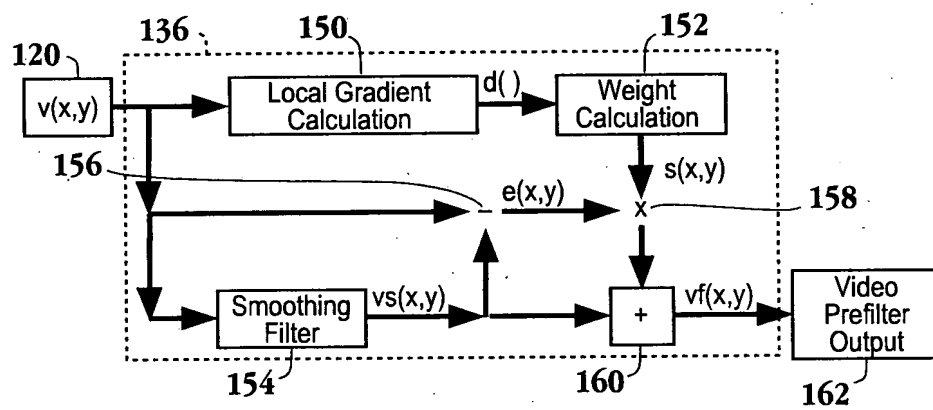 136
150
152
120
v(x,y)
Local Gradient
Calculation
d( )
Weight
Calculation
156
s(x,y)
–
e(x,y)
x
158
Smoothing
Filter
vs(x,y)
+
vf(x,y)
Video
Prefilter
Output
154
160
162